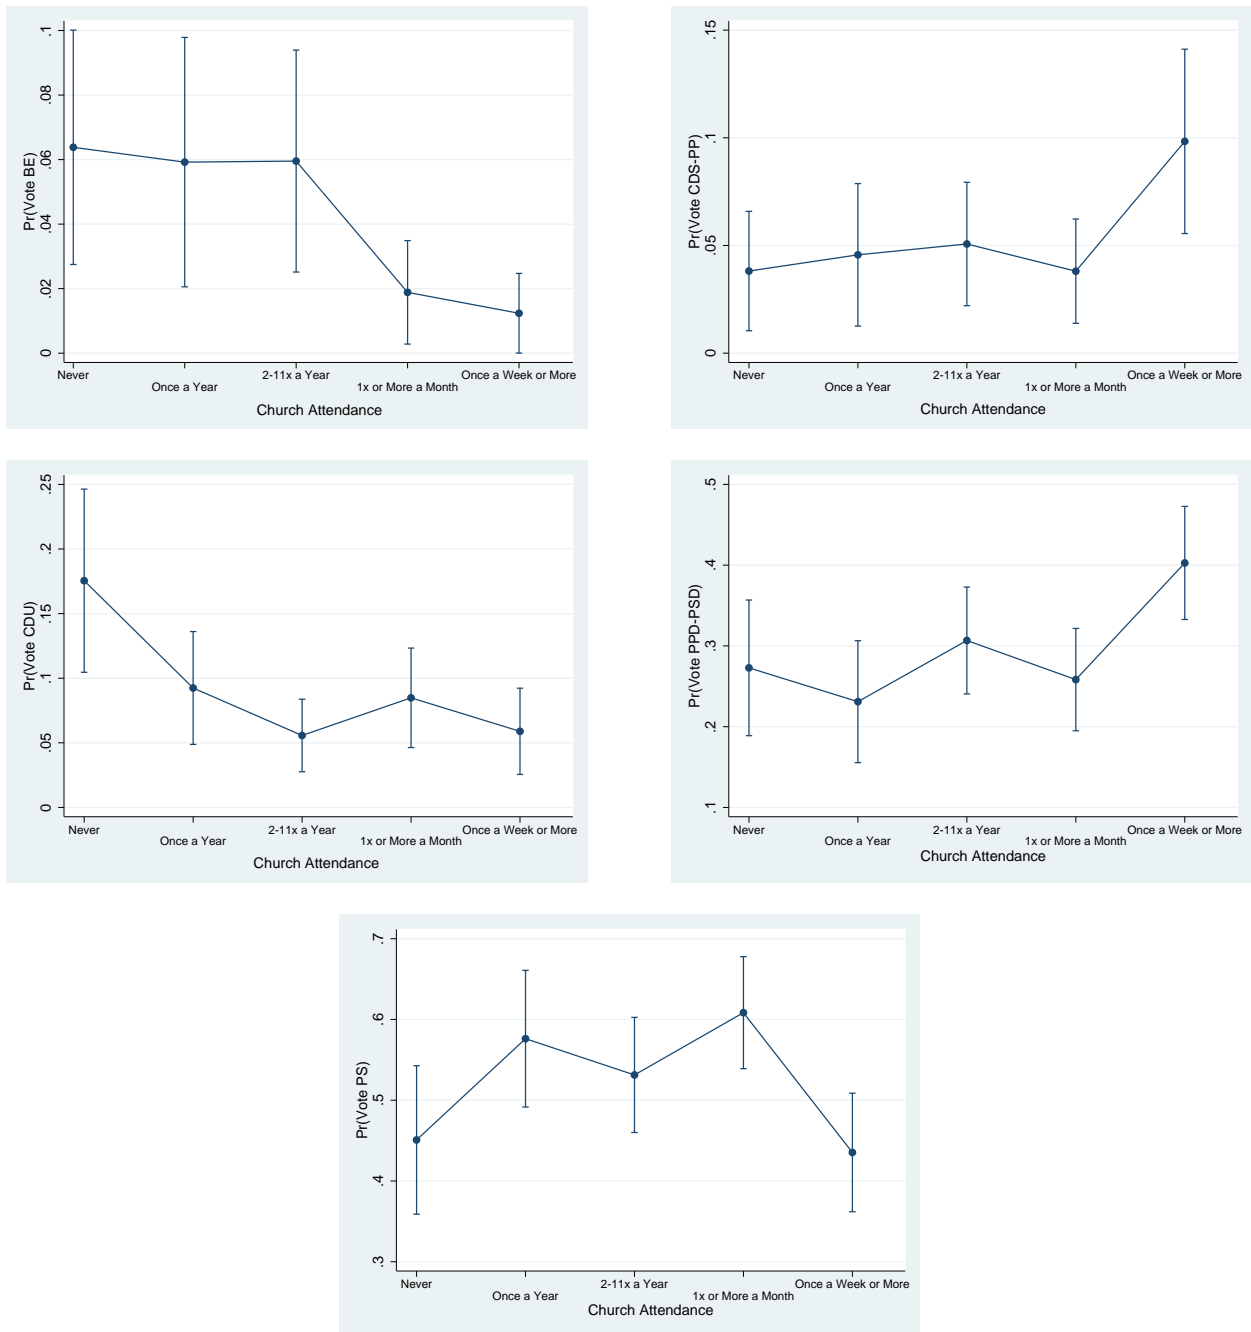 Pr(Vote BE)
.1
.08
.06
.04
.02
0
Never
Once a Year
2-11x a Year
1x or More a Month
Once a Week or More
Church Attendance
Pr(Vote CDS-PP)
.15
.1
.05
0
Never
Once a Year
2-11x a Year
1x or More a Month
Once a Week or More
Church Attendance
Pr(Vote CDU)
.25
.2
.15
.1
.05
0
Never
Once a Year
2-11x a Year
1x or More a Month
Once a Week or More
Church Attendance
Pr(Vote PPD-PSD)
.5
.4
.3
.2
.1
Never
Once a Year
2-11x a Year
1x or More a Month
Once a Week or More
Church Attendance
Pr(Vote PS)
.7
.6
.5
.4
.3
Never
Once a Year
2-11x a Year
1x or More a Month
Once a Week or More
Church Attendance